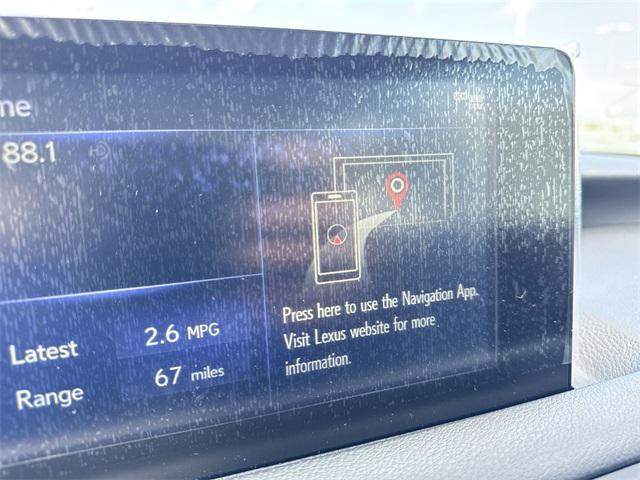 me
88.1
Press here to use the Navigation App.
Visit Lexus website for more
information.
Latest 2.6 MPG
Range 67 miles